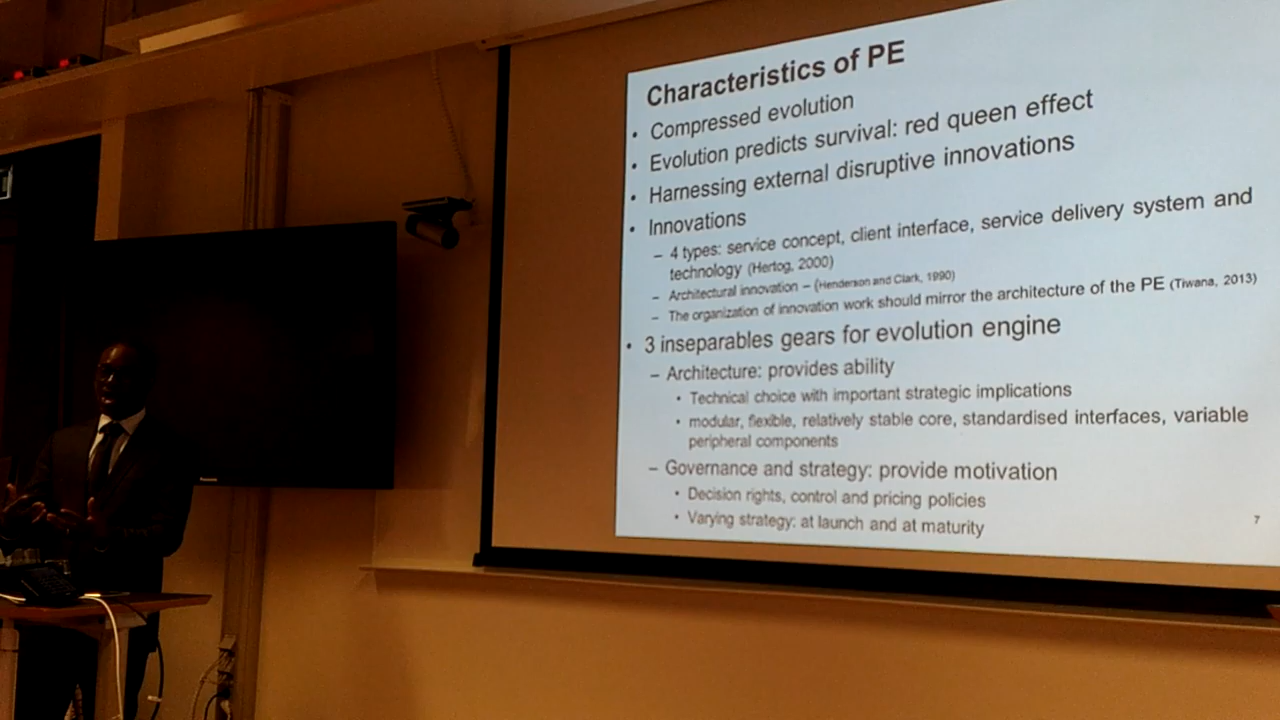 Characteristics of PE
• Compressed evolution
• Evolution predicts survival: red queen effect
• Harnessing external disruptive innovations
• Innovations
– 4 types: service concept, client interface, service delivery system and
technology (Hertog, 2000)
– Architectural innovation – (Henderson and Clark, 1990)
– The organization of innovation work should mirror the architecture of the PE (Tiwana, 2013)
• 3 inseparables gears for evolution engine
– Architecture: provides ability
• Technical choice with important strategic implications
• modular, flexible, relatively stable core, standardised interfaces, variable
peripheral components
– Governance and strategy: provide motivation
• Decision rights, control and pricing policies
• Varying strategy: at launch and at maturity
7
Panasonic